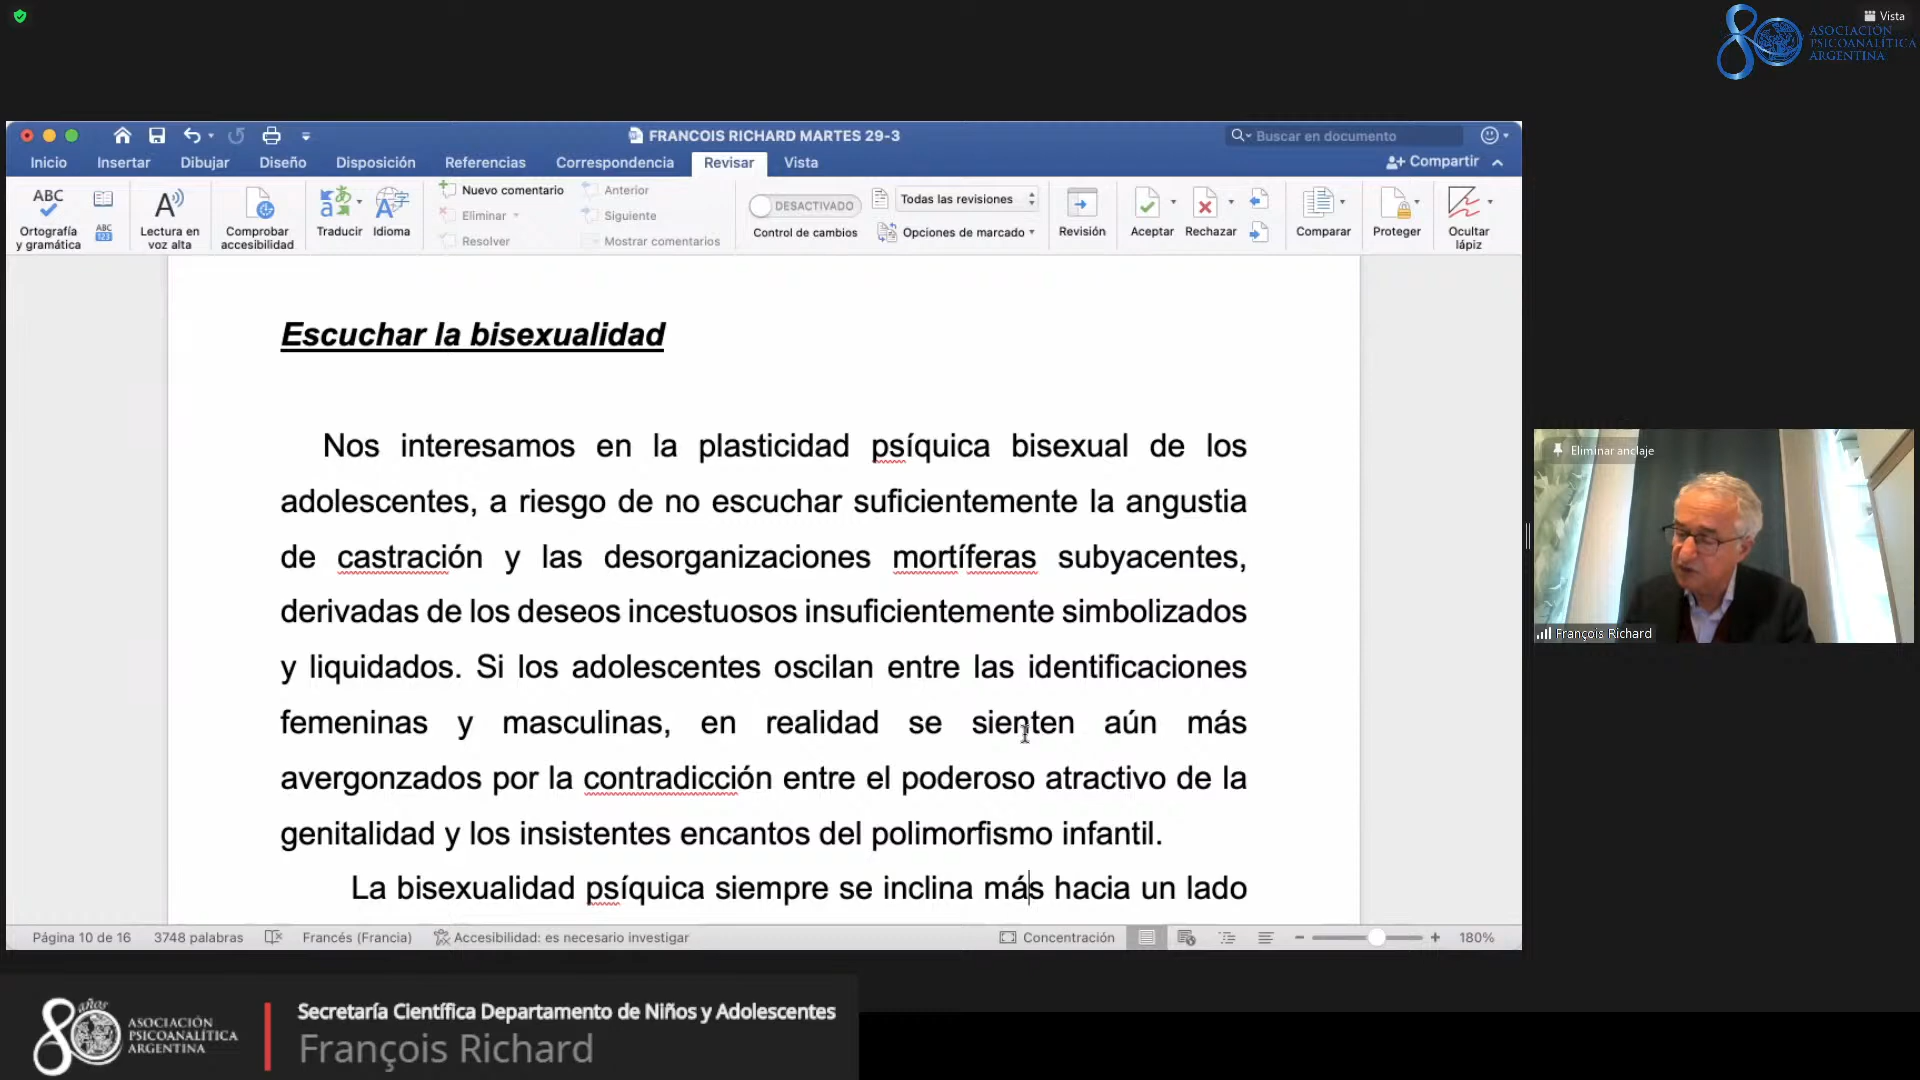 Vista
ASOCIACIÓN
PSICOANALÍTICA
ARGENTINA
FRANCOIS RICHARD MARTES 29-3
Buscar en documento
Inicio Insertar Dibujar Diseño Disposición Referencias Correspondencia Revisar Vista Compartir
ABC
Ortografía
y gramática
ABC
123
Lectura en
voz alta
Comprobar
accesibilidad
Traducir
Idioma
Nuevo comentario
Eliminar
Resolver
Anterior
Siguiente
Mostrar comentarios
DESACTIVADO
Control de cambios
Todas las revisiones
Opciones de marcado
Revisión
Aceptar
Rechazar
Comparar
Proteger
Ocultar
lápiz
Escuchar la bisexualidad
Nos interesamos en la plasticidad psíquica bisexual de los
adolescentes, a riesgo de no escuchar suficientemente la angustia
de castración y las desorganizaciones mortíferas subyacentes,
derivadas de los deseos incestuosos insuficientemente simbolizados
y liquidados. Si los adolescentes oscilan entre las identificaciones
femeninas y masculinas, en realidad se sienten aún más
avergonzados por la contradicción entre el poderoso atractivo de la
genitalidad y los insistentes encantos del polimorfismo infantil.
La bisexualidad psíquica siempre se inclina más hacia un lado
Página 10 de 16 3748 palabras Francés (Francia) Accesibilidad: es necesario investigar Concentración 180%
Eliminar anclaje
François Richard
80 años
ASOCIACIÓN
PSICOANALÍTICA
ARGENTINA
Secretaría Científica Departamento de Niños y Adolescentes
François Richard